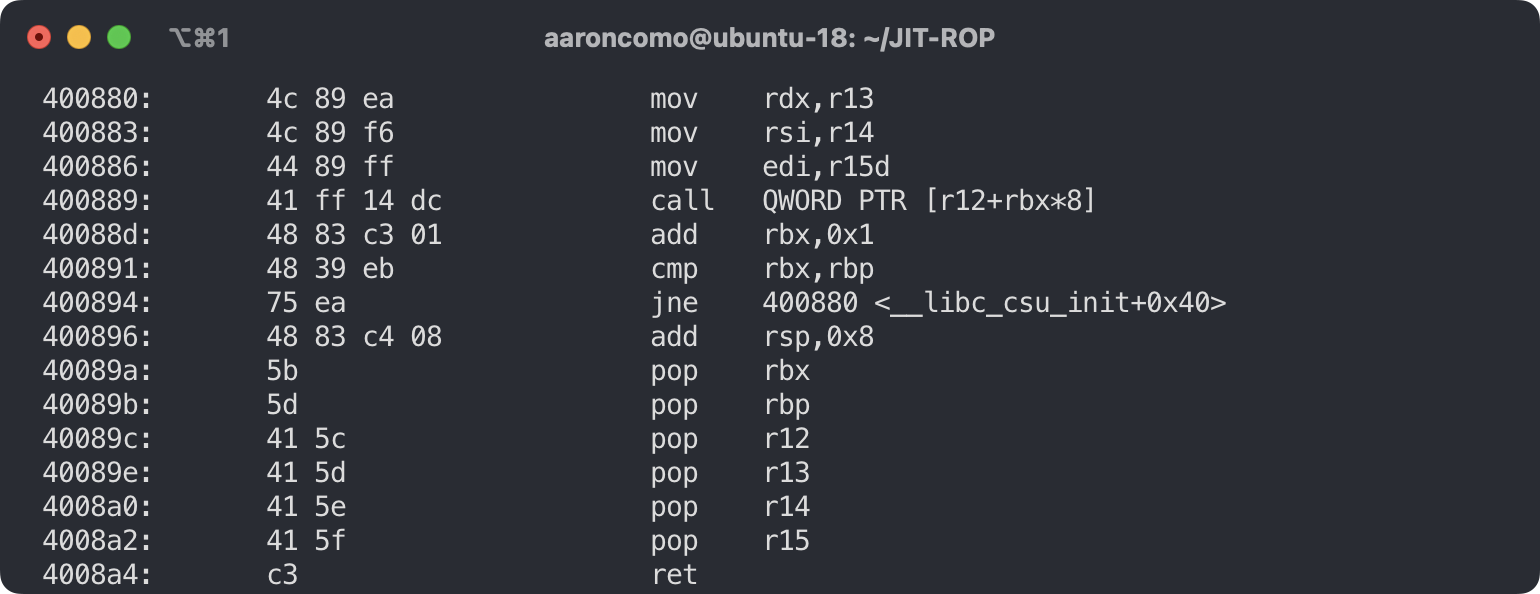 ⌥⌘1 aaroncomo@ubuntu-18: ~/JIT-ROP
400880: 4c 89 ea mov rdx,r13
400883: 4c 89 f6 mov rsi,r14
400886: 44 89 ff mov edi,r15d
400889: 41 ff 14 dc call QWORD PTR [r12+rbx*8]
40088d: 48 83 c3 01 add rbx,0x1
400891: 48 39 eb cmp rbx,rbp
400894: 75 ea jne 400880 <__libc_csu_init+0x40>
400896: 48 83 c4 08 add rsp,0x8
40089a: 5b pop rbx
40089b: 5d pop rbp
40089c: 41 5c pop r12
40089e: 41 5d pop r13
4008a0: 41 5e pop r14
4008a2: 41 5f pop r15
4008a4: c3 ret